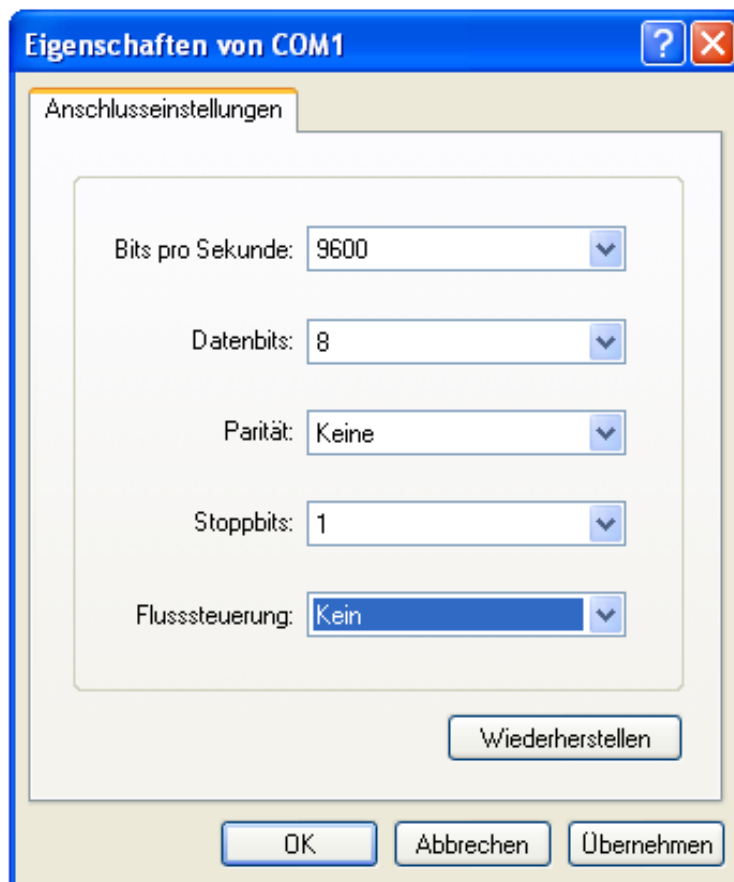 Eigenschaften von COM1
?
Anschlusseinstellungen
Bits pro Sekunde: 9600
Datenbits: 8
Parität: Keine
Stoppbits: 1
Flusssteuerung: Kein
Wiederherstellen
OK Abbrechen Übernehmen